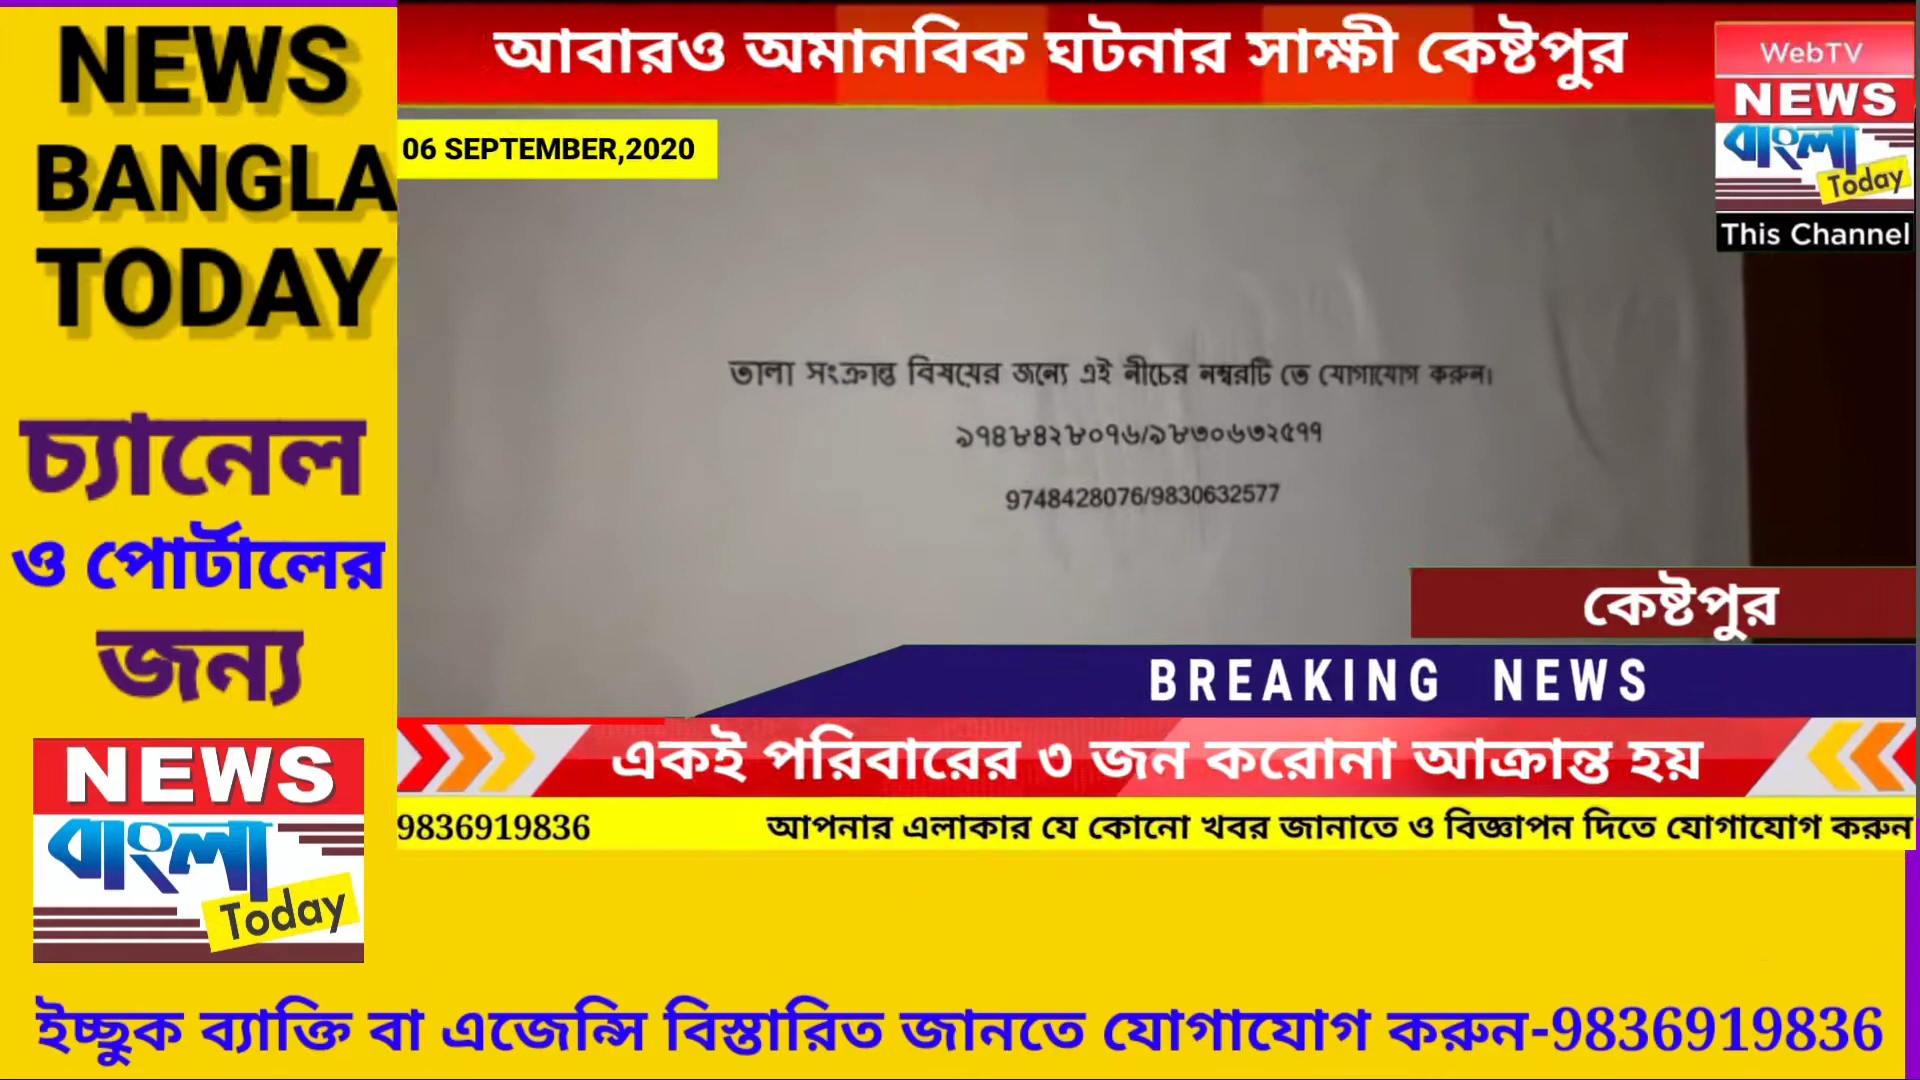 NEWS
BANGLA
TODAY
চ্যানেল
ও পোর্টালের
জন্য
NEWS
বাংলা
Today
আবারও অমানবিক ঘটনার সাক্ষী কেষ্টপুর
06 SEPTEMBER,2020
WebTV
NEWS
বাংলা
Today
This Channel
তালা সংক্রান্ত বিষয়ের জন্যে এই নীচের নম্বরটি তে যোগাযোগ করুন।
৯৭৪৮৪২৮০৭৬/৯৮৩০৬৩২৫৭৭
9748428076/9830632577
কেষ্টপুর
BREAKING NEWS
একই পরিবারের ৩ জন করোনা আক্রান্ত হয়
9836919836 আপনার এলাকার যে কোনো খবর জানাতে ও বিজ্ঞাপন দিতে যোগাযোগ করুন
ইচ্ছুক ব্যাক্তি বা এজেন্সি বিস্তারিত জানতে যোগাযোগ করুন-9836919836